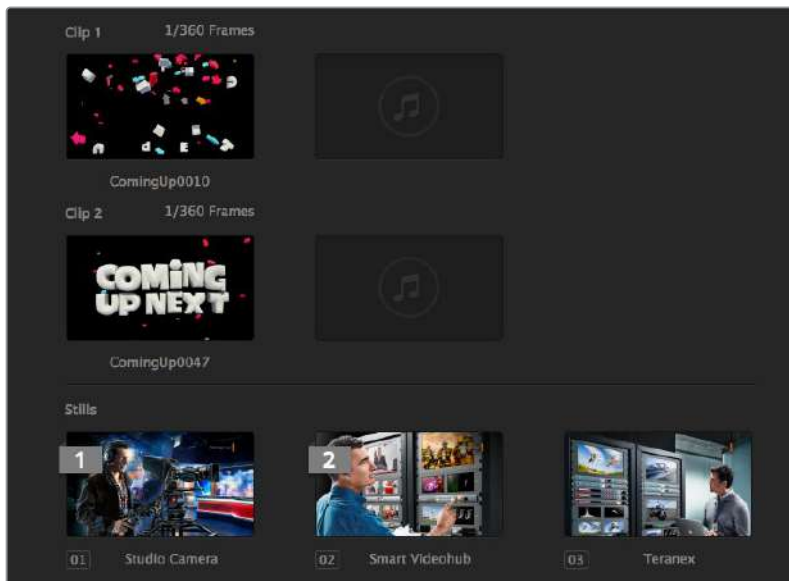 Clip 1 1/360 Frames
ComingUp0010
Clip 2 1/360 Frames
COMING
UP NEXT
ComingUp0047
Stills
1
2
01 Studio Camera
02 Smart Videohub
03 Teranex